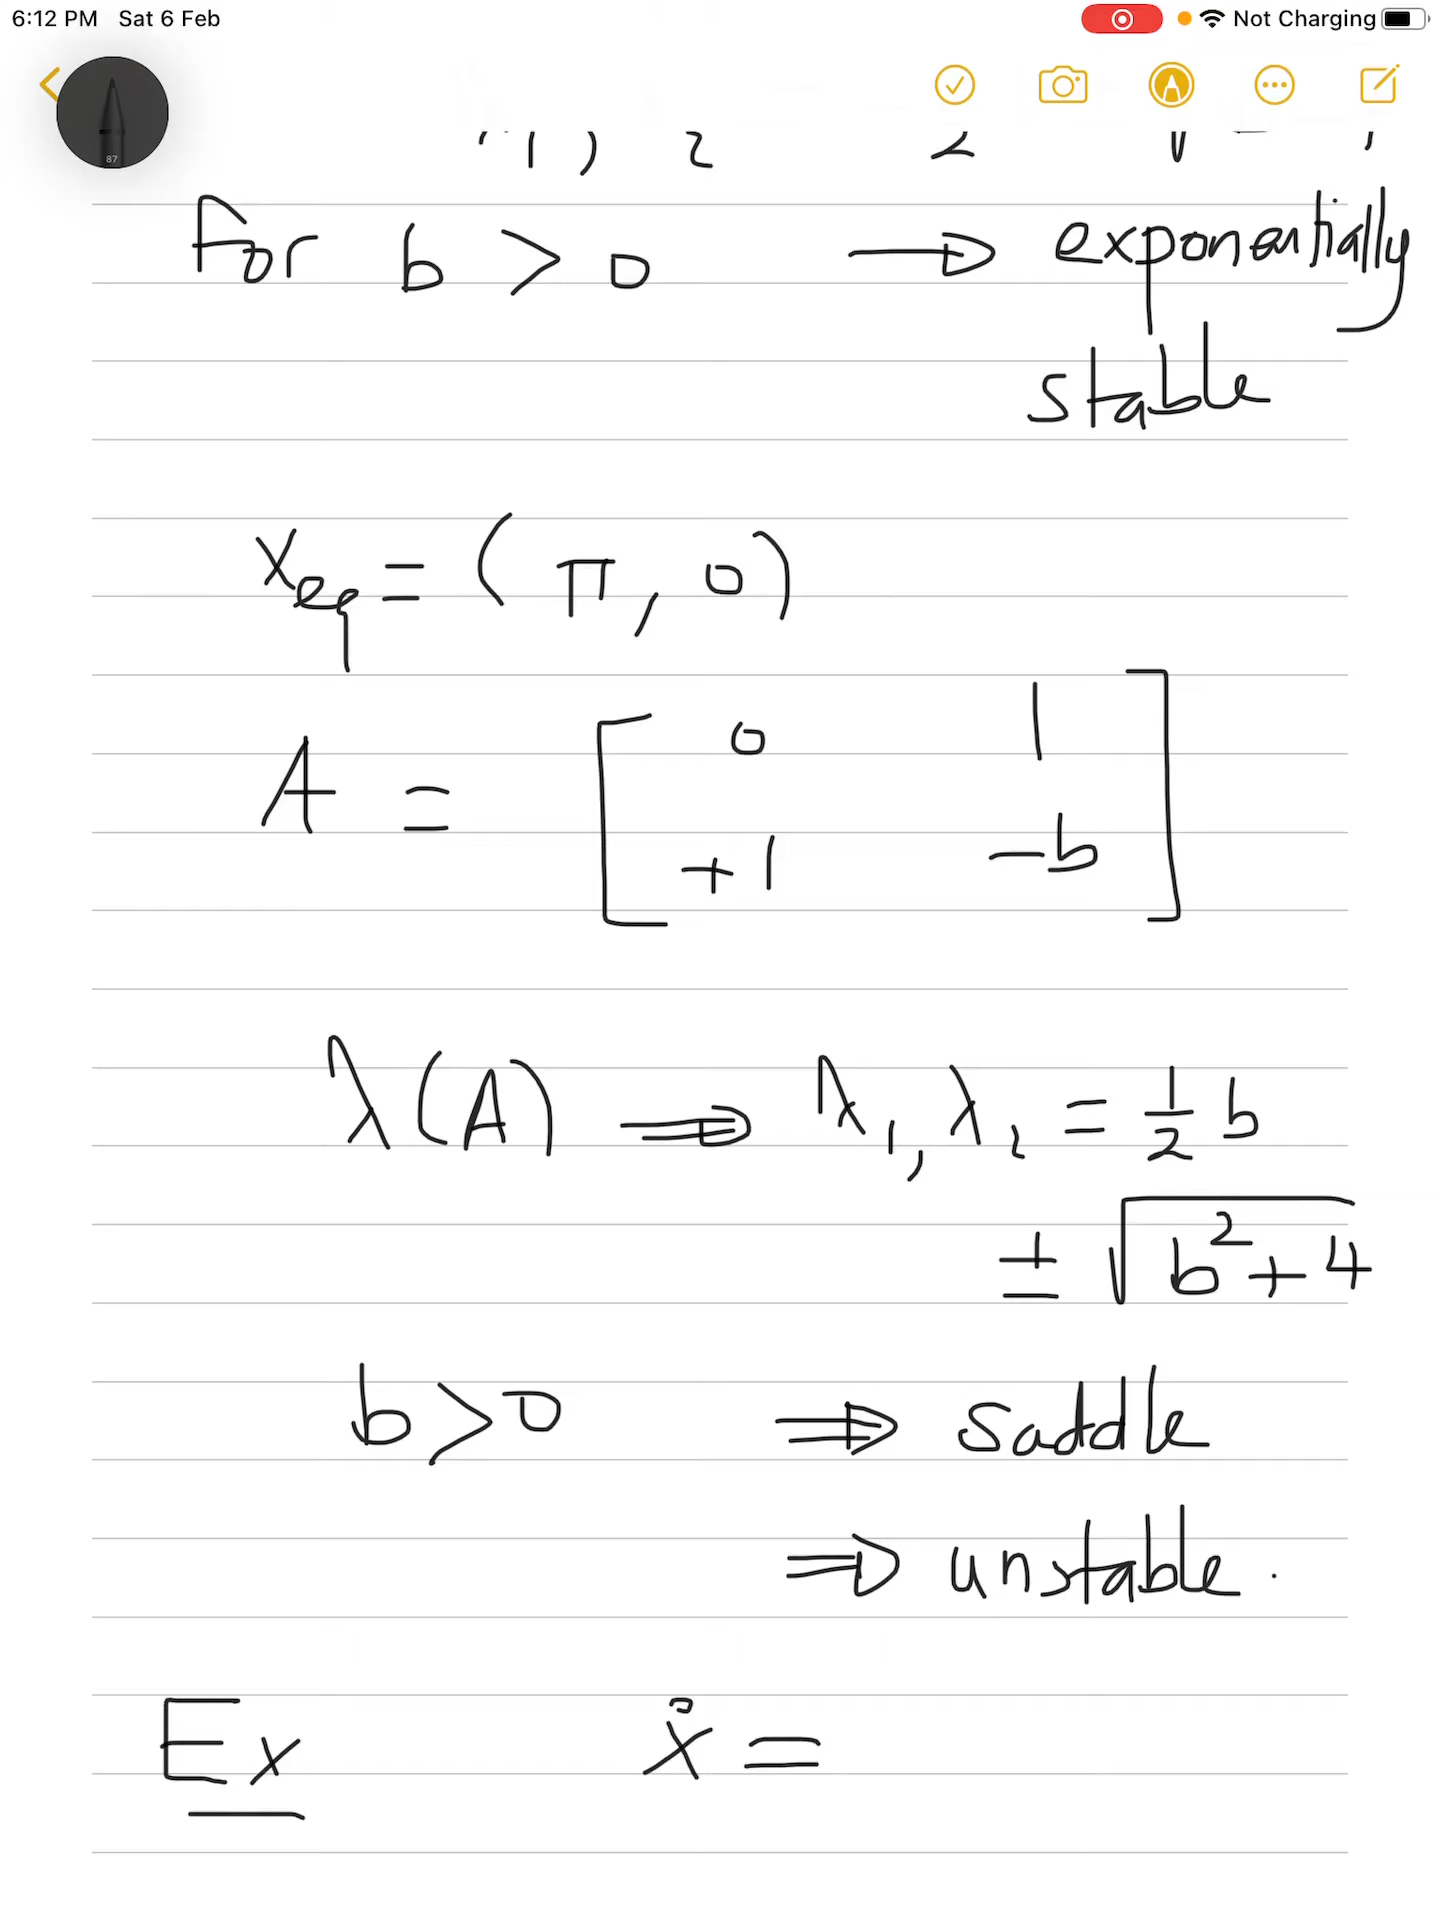 6:12 PM Sat 6 Feb Not Charging
87
For b > 0 → exponentially
stable
x_eq = (π, 0)
A = [ 0 1
+1 -b ]
λ(A) ⇒ λ₁, λ₂ = 1/2 b
± √(b² + 4)
b > 0 ⇒ saddle
⇒ unstable.
Ex ẋ =